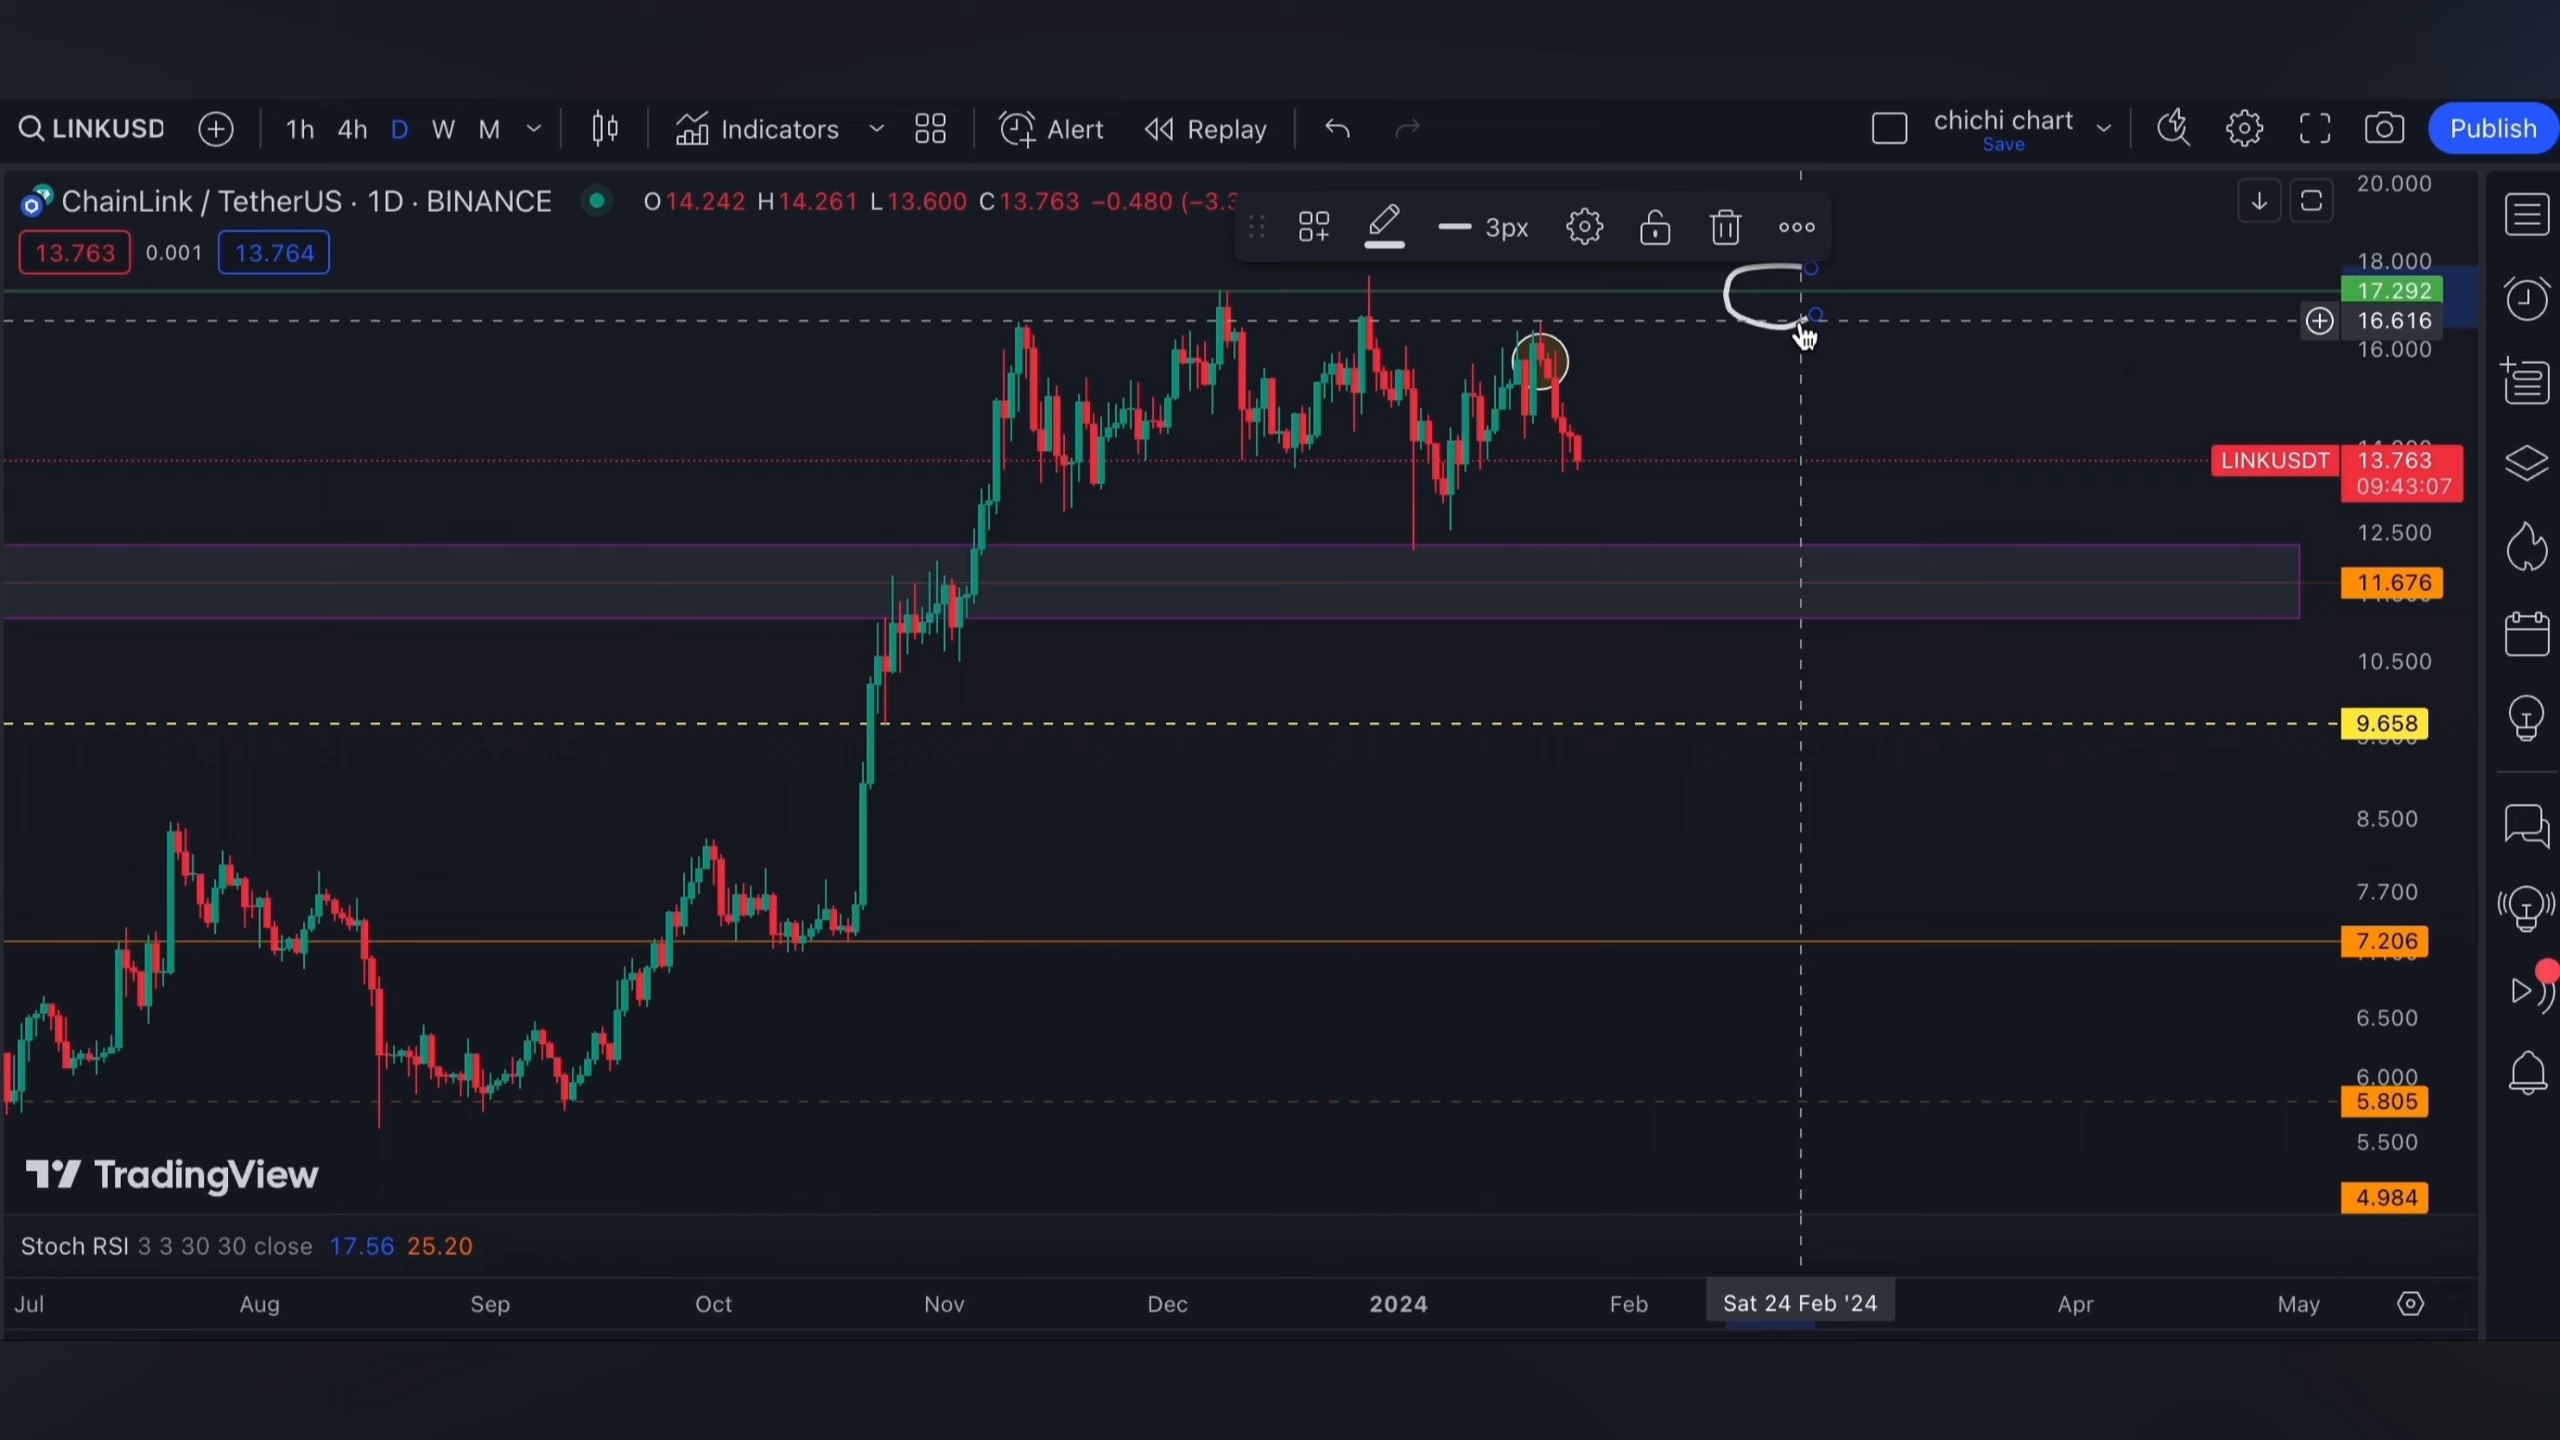 LINKUSD 1h 4h D W M Indicators Alert Replay chichi chart Save Publish
ChainLink / TetherUS · 1D · BINANCE O14.242 H14.261 L13.600 C13.763 −0.480 (−3.3
3px
13.763 0.001 13.764
20.000
18.000
17.292
16.616
16.000
LINKUSDT 13.763
09:43:07
12.500
11.676
10.500
9.658
8.500
7.700
7.206
6.500
6.000
5.805
5.500
TradingView
4.984
Stoch RSI 3 3 30 30 close 17.56 25.20
Jul Aug Sep Oct Nov Dec 2024 Feb Sat 24 Feb '24 Apr May